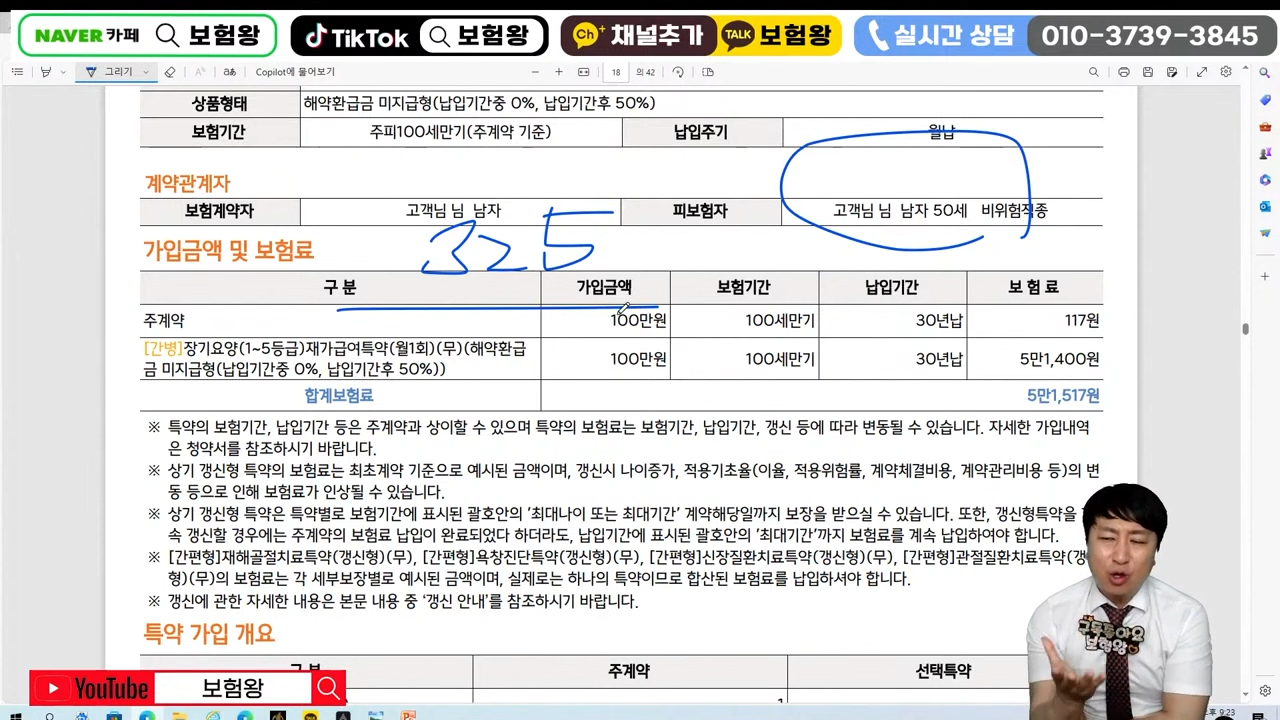 NAVER 카페 보험왕
TikTok 보험왕
Ch+ 채널추가 TALK 보험왕
실시간 상담 010-3739-3845
그리기 Copilot에 물어보기 18 의 42
상품형태 해약환급금 미지급형(납입기간중 0%, 납입기간후 50%)
보험기간 주피100세만기(주계약 기준) 납입주기 월납
계약관계자
보험계약자 고객님 님 남자 피보험자 고객님 님 남자 50세 비위험직종
325
가입금액 및 보험료
구 분 가입금액 보험기간 납입기간 보 험 료
주계약 100만원 100세만기 30년납 117원
[간병]장기요양(1~5등급)재가급여특약(월1회)(무)(해약환급
금 미지급형(납입기간중 0%, 납입기간후 50%)) 100만원 100세만기 30년납 5만1,400원
합계보험료 5만1,517원
※ 특약의 보험기간, 납입기간 등은 주계약과 상이할 수 있으며 특약의 보험료는 보험기간, 납입기간, 갱신 등에 따라 변동될 수 있습니다. 자세한 가입내역
은 청약서를 참조하시기 바랍니다.
※ 상기 갱신형 특약의 보험료는 최초계약 기준으로 예시된 금액이며, 갱신시 나이증가, 적용기초율(이율, 적용위험률, 계약체결비용, 계약관리비용 등)의 변
동 등으로 인해 보험료가 인상될 수 있습니다.
※ 상기 갱신형 특약은 특약별로 보험기간에 표시된 괄호안의 '최대나이 또는 최대기간' 계약해당일까지 보장을 받으실 수 있습니다. 또한, 갱신형특약을
속 갱신할 경우에는 주계약의 보험료 납입이 완료되었다 하더라도, 납입기간에 표시된 괄호안의 '최대기간'까지 보험료를 계속 납입하여야 합니다.
※ [간편형]재해골절치료특약(갱신형)(무), [간편형]욕창진단특약(갱신형)(무), [간편형]신장질환치료특약(갱신형)(무), [간편형]관절질환치료특약(갱
형)(무)의 보험료는 각 세부보장별로 예시된 금액이며, 실제로는 하나의 특약이므로 합산된 보험료를 납입하셔야 합니다.
※ 갱신에 관한 자세한 내용은 본문 내용 중 '갱신 안내'를 참조하시기 바랍니다.
특약 가입 개요
구 분 주계약 선택특약
구독좋아요
보험왕
YouTube 보험왕
9:23